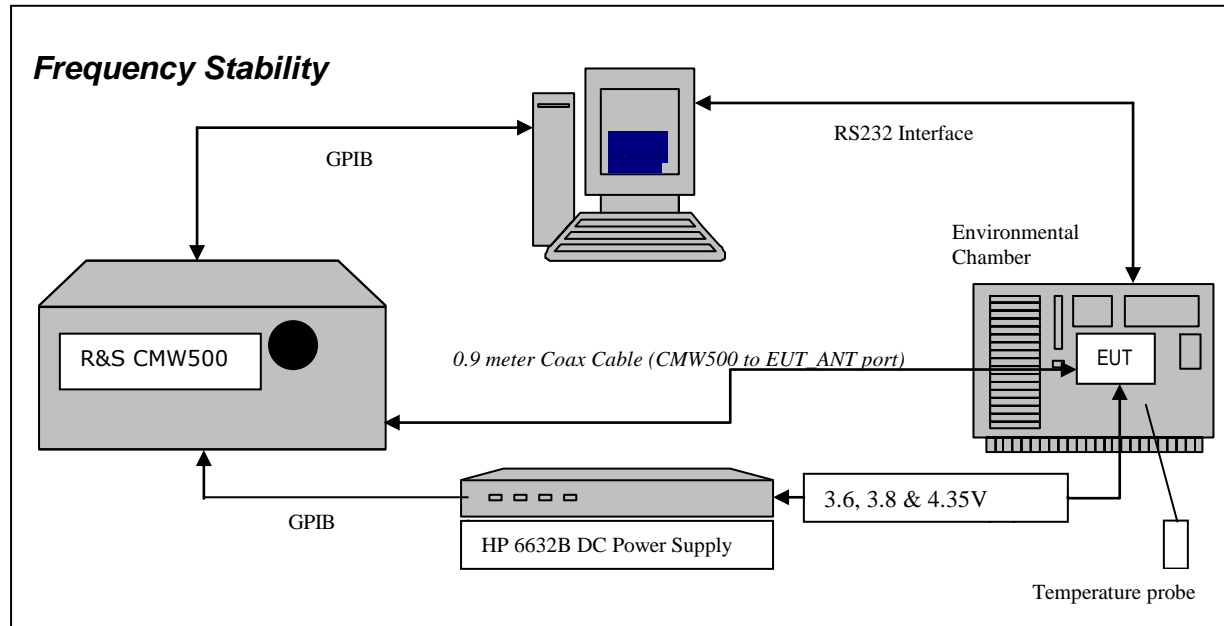 Frequency Stability
GPIB
RS232 Interface
Environmental
Chamber
R&S CMW500
0.9 meter Coax Cable (CMW500 to EUT_ANT port)
EUT
3.6, 3.8 & 4.35V
GPIB
HP 6632B DC Power Supply
Temperature probe